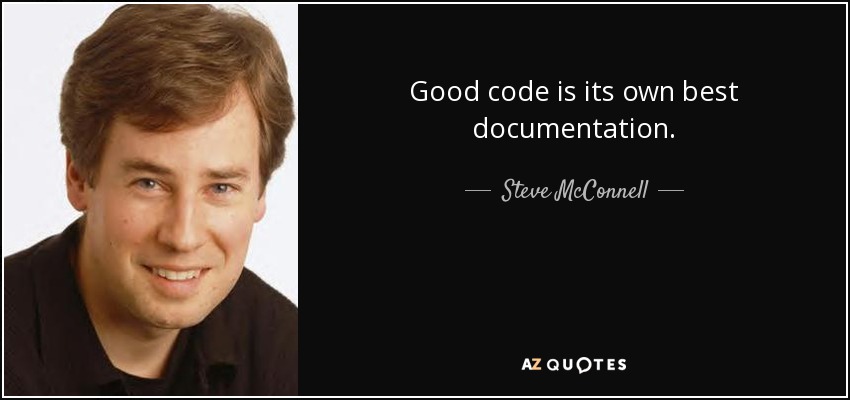 Good code is its own best
documentation.
Steve McConnell
AZ QUOTES